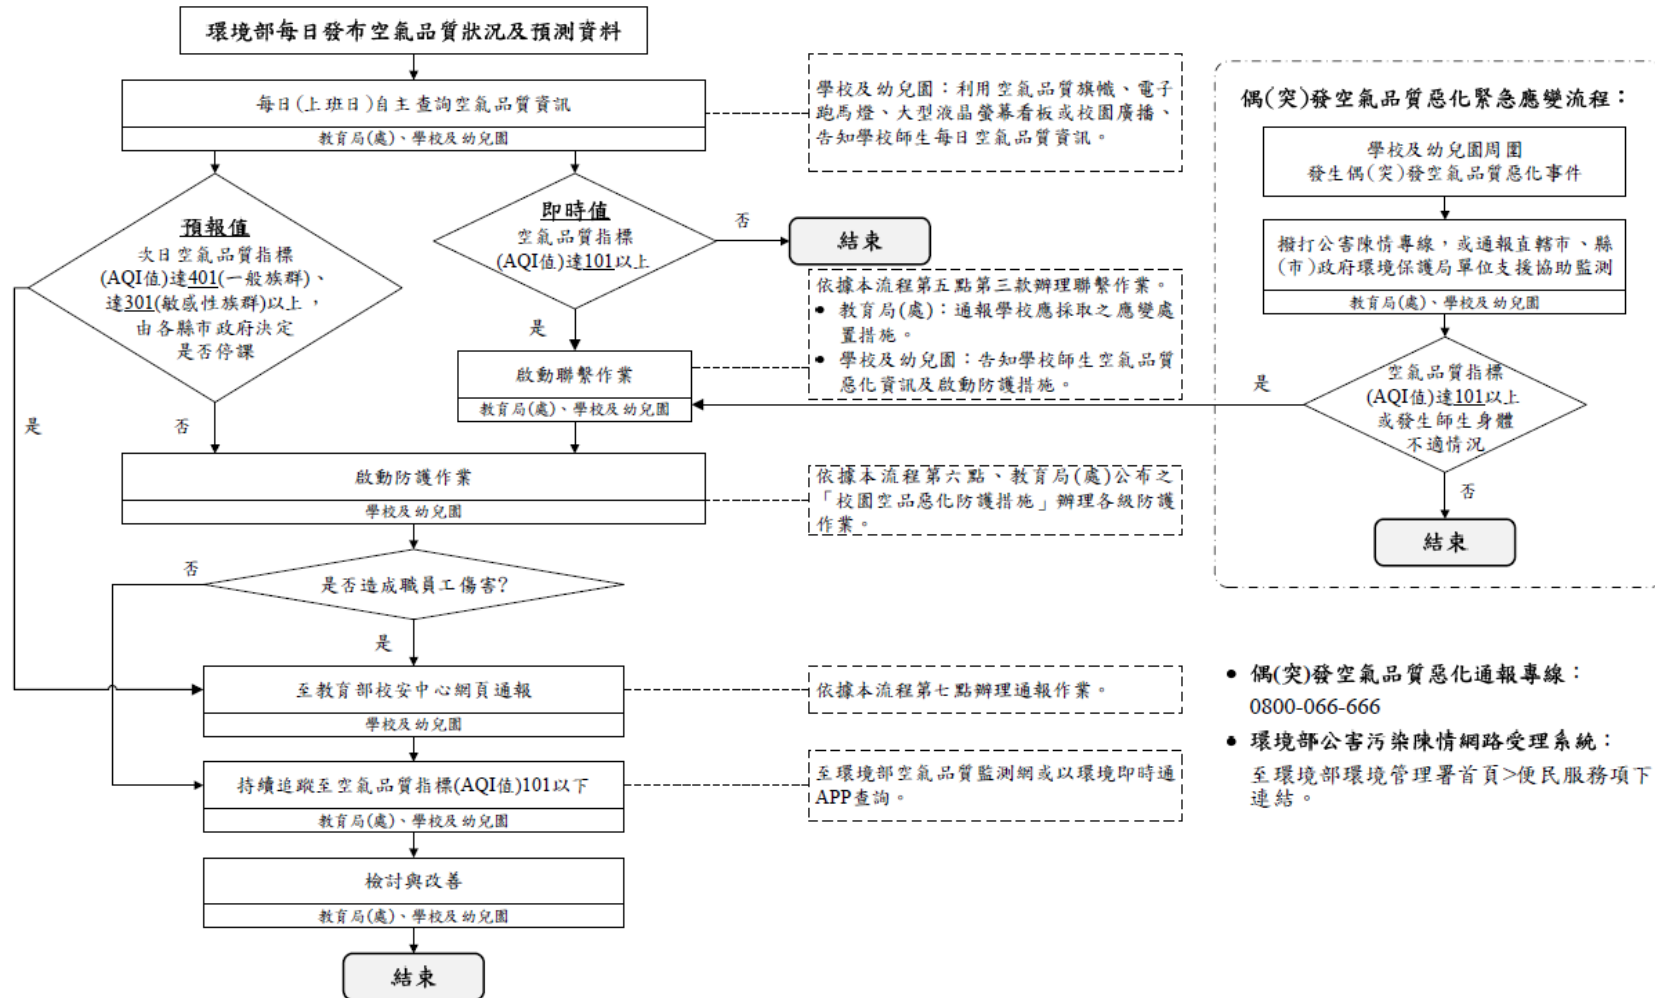 環境部每日發布空氣品質狀況及預測資料
每日(上班日)自主查詢空氣品質資訊
教育局(處)、學校及幼兒園
學校及幼兒園：利用空氣品質旗幟、電子
跑馬燈、大型液晶螢幕看板或校園廣播、
告知學校師生每日空氣品質資訊。
預報值
次日空氣品質指標
(AQI值)達401(一般族群)、
達301(敏感性族群)以上，
由各縣市政府決定
是否停課
即時值
空氣品質指標
(AQI值)達101以上
否
結束
是
依據本流程第五點第三款辦理聯繫作業。
• 教育局(處)：通報學校應採取之應變處
置措施。
• 學校及幼兒園：告知學校師生空氣品質
惡化資訊及啟動防護措施。
啟動聯繫作業
教育局(處)、學校及幼兒園
是
否
啟動防護作業
學校及幼兒園
依據本流程第六點、教育局(處)公布之
「校園空品惡化防護措施」辦理各級防護
作業。
是否造成職員工傷害?
否
是
至教育部校安中心網頁通報
學校及幼兒園
依據本流程第七點辦理通報作業。
持續追蹤至空氣品質指標(AQI值)101以下
教育局(處)、學校及幼兒園
至環境部空氣品質監測網或以環境即時通
APP查詢。
檢討與改善
教育局(處)、學校及幼兒園
結束
偶(突)發空氣品質惡化緊急應變流程：
學校及幼兒園周圍
發生偶(突)發空氣品質惡化事件
撥打公害陳情專線，或通報直轄市、縣
(市)政府環境保護局單位支援協助監測
教育局(處)、學校及幼兒園
空氣品質指標
(AQI值)達101以上
或發生師生身體
不適情況
是
否
結束
• 偶(突)發空氣品質惡化通報專線：
0800-066-666
• 環境部公害污染陳情網路受理系統：
至環境部環境管理署首頁>便民服務項下
連結。